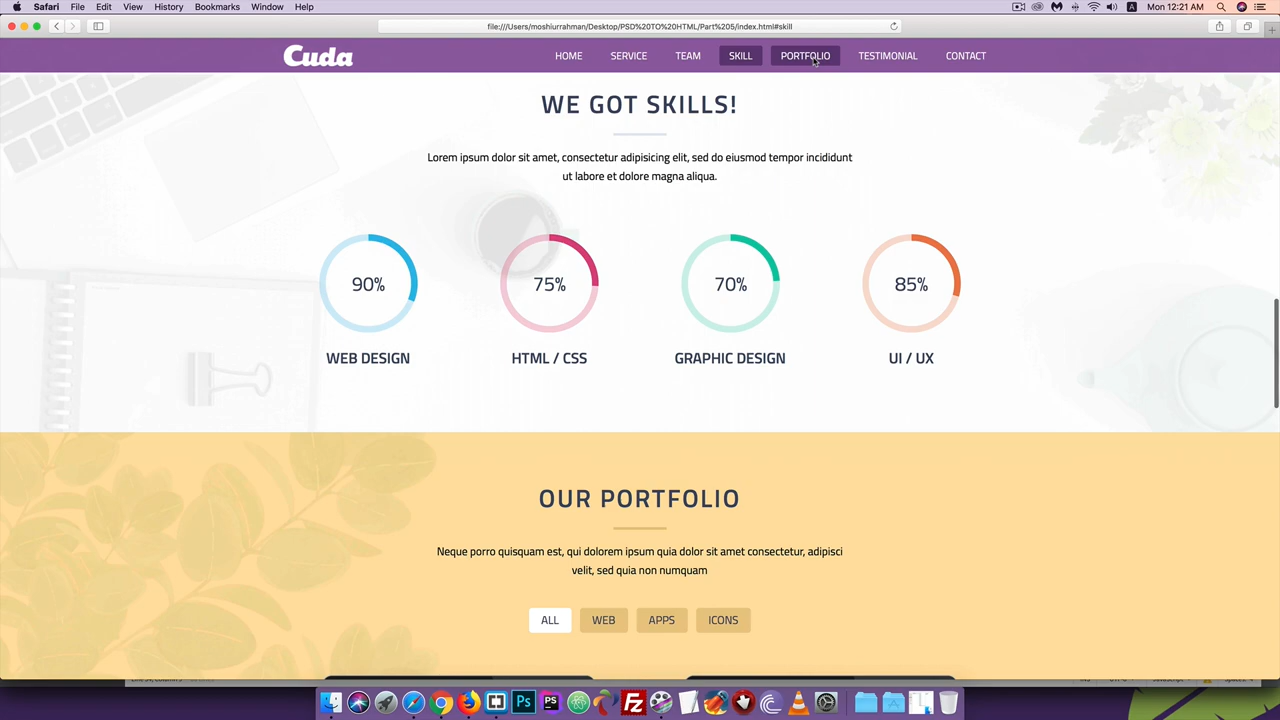 Safari File Edit View History Bookmarks Window Help
Mon 12:21 AM
file:///Users/moshiurrahman/Desktop/PSD%20TO%20HTML/Part%205/index.html#skill
Cuda
HOME SERVICE TEAM SKILL PORTFOLIO TESTIMONIAL CONTACT
WE GOT SKILLS!
Lorem ipsum dolor sit amet, consectetur adipisicing elit, sed do eiusmod tempor incididunt
ut labore et dolore magna aliqua.
90% 75% 70% 85%
WEB DESIGN HTML / CSS GRAPHIC DESIGN UI / UX
OUR PORTFOLIO
Neque porro quisquam est, qui dolorem ipsum quia dolor sit amet consectetur, adipisci
velit, sed quia non numquam
ALL WEB APPS ICONS
Ps PS FZ